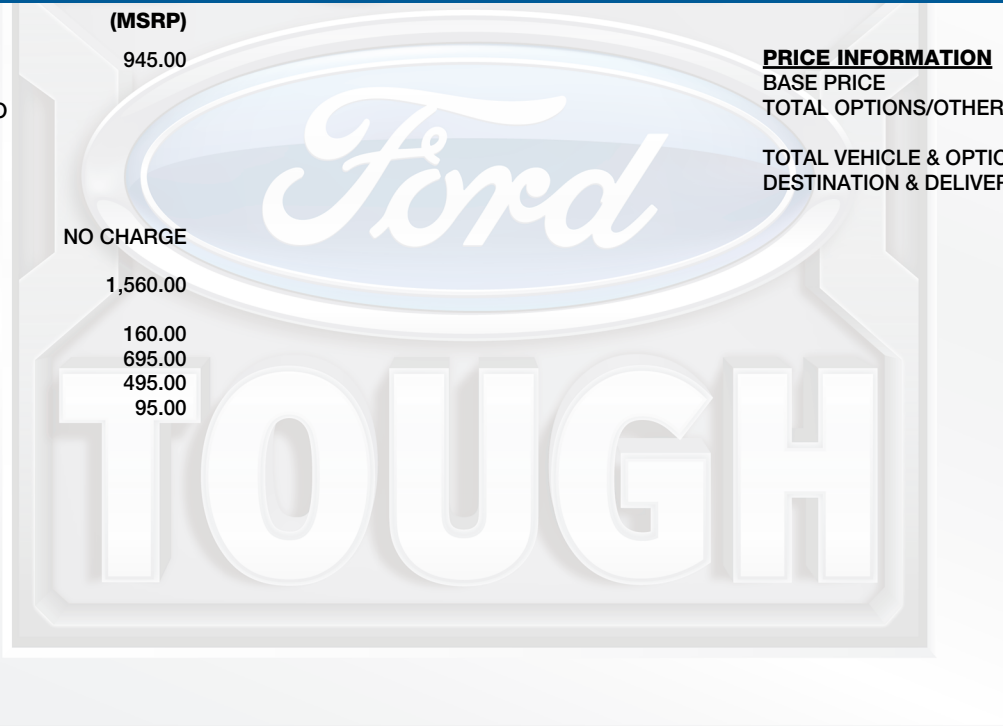 (MSRP)
945.00
NO CHARGE
1,560.00
160.00
695.00
495.00
95.00
PRICE INFORMATION
BASE PRICE
TOTAL OPTIONS/OTHER
TOTAL VEHICLE & OPTIO
DESTINATION & DELIVER
Ford
TOUGH